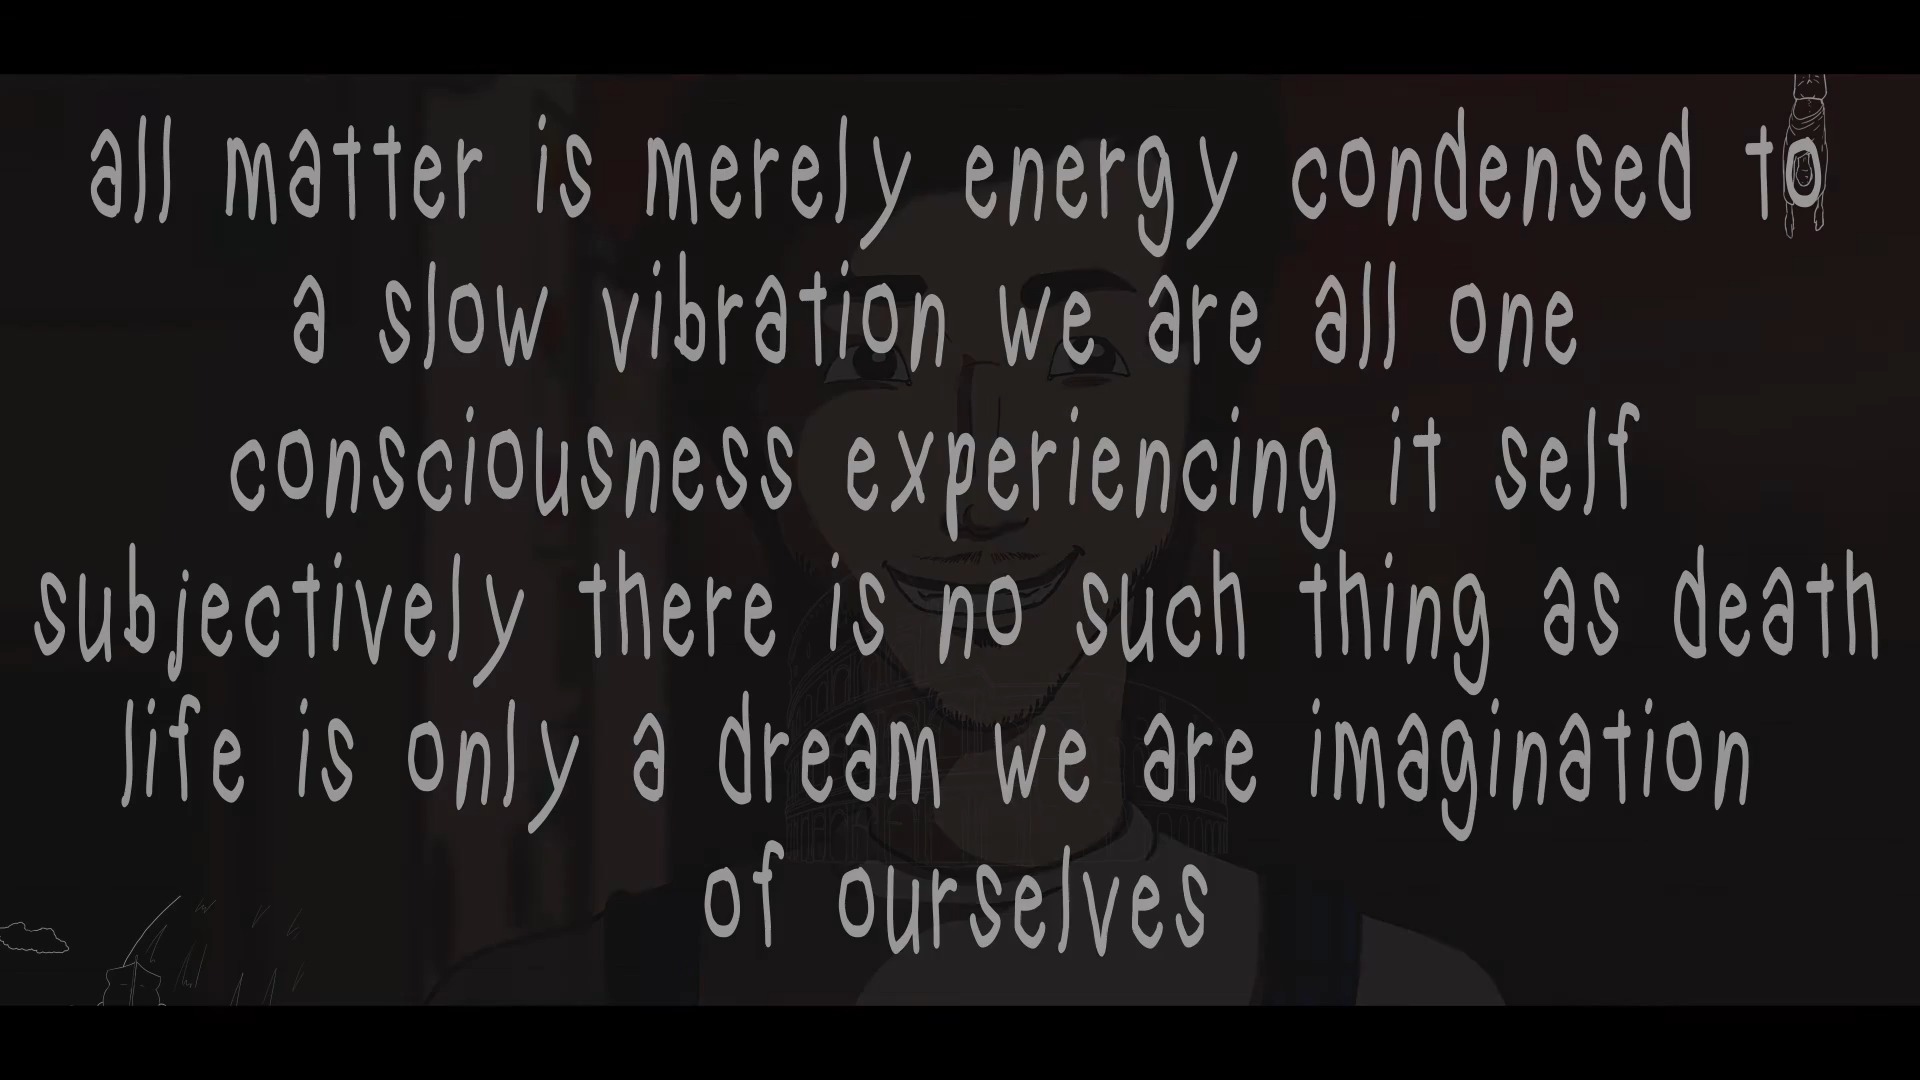 all matter is merely energy condensed to
a slow vibration we are all one
consciousness experiencing it self
subjectively there is no such thing as death
life is only a dream we are imagination
of ourselves